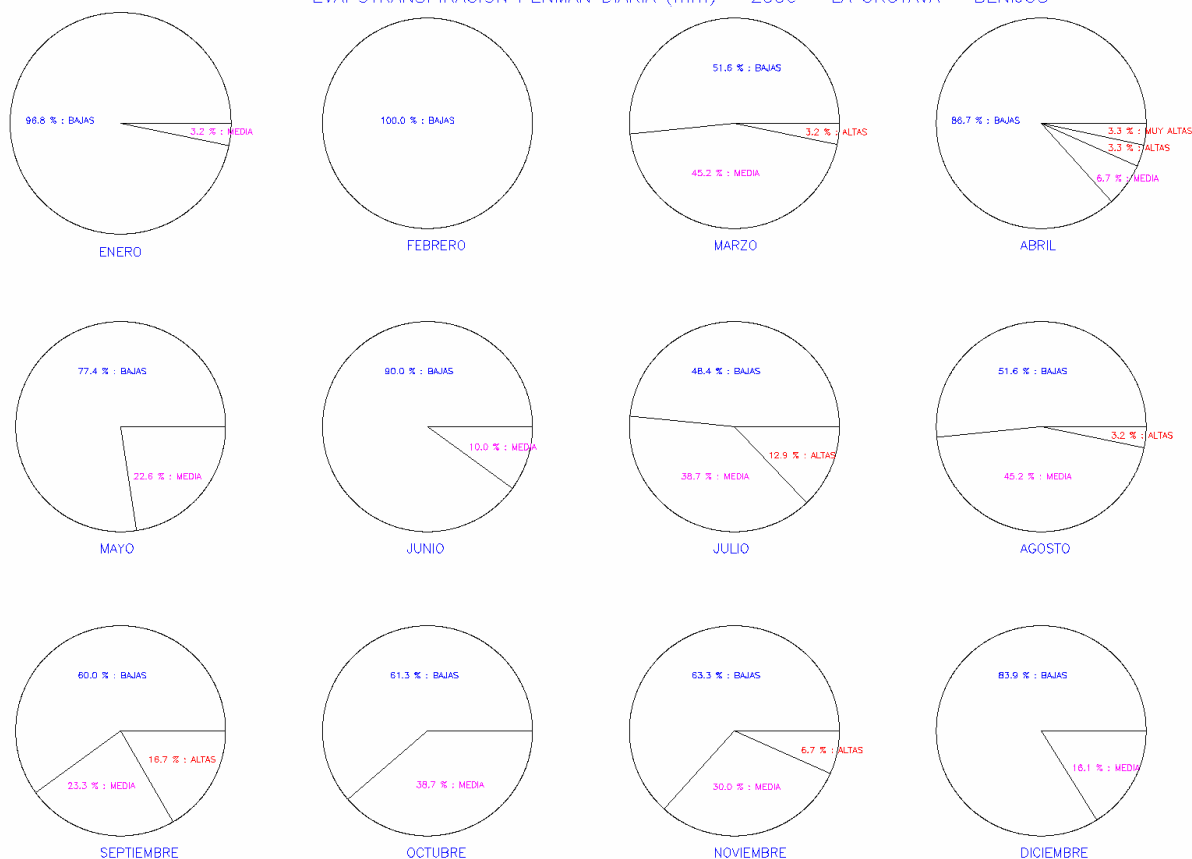 96.8 % : BAJAS
3.2 % : MEDIA
ENERO
100.0 % : BAJAS
FEBRERO
51.6 % : BAJAS
3.2 % : ALTAS
45.2 % : MEDIA
MARZO
86.7 % : BAJAS
3.3 % : MUY ALTAS
3.3 % : ALTAS
6.7 % : MEDIA
ABRIL
77.4 % : BAJAS
22.6 % : MEDIA
MAYO
90.0 % : BAJAS
10.0 % : MEDIA
JUNIO
48.4 % : BAJAS
12.9 % : ALTAS
38.7 % : MEDIA
JULIO
51.6 % : BAJAS
3.2 % : ALTAS
45.2 % : MEDIA
AGOSTO
60.0 % : BAJAS
16.7 % : ALTAS
23.3 % : MEDIA
SEPTIEMBRE
61.3 % : BAJAS
38.7 % : MEDIA
OCTUBRE
63.3 % : BAJAS
6.7 % : ALTAS
30.0 % : MEDIA
NOVIEMBRE
83.9 % : BAJAS
16.1 % : MEDIA
DICIEMBRE